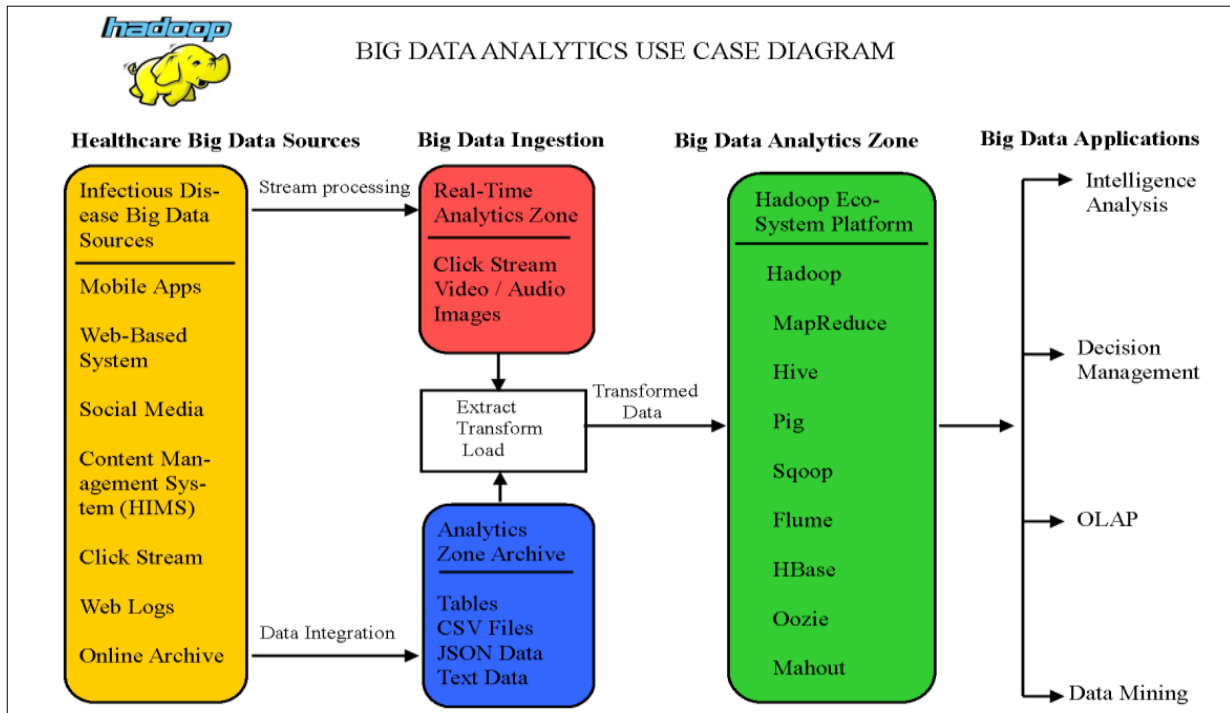 hadoop
BIG DATA ANALYTICS USE CASE DIAGRAM
Healthcare Big Data Sources
Infectious Dis-
ease Big Data
Sources
Mobile Apps
Web-Based
System
Social Media
Content Man-
agement Sys-
tem (HIMS)
Click Stream
Web Logs
Online Archive
Stream processing
Data Integration
Big Data Ingestion
Real-Time
Analytics Zone
Click Stream
Video / Audio
Images
Extract
Transform
Load
Analytics
Zone Archive
Tables
CSV Files
JSON Data
Text Data
Transformed
Data
Big Data Analytics Zone
Hadoop Eco-
System Platform
Hadoop
MapReduce
Hive
Pig
Sqoop
Flume
HBase
Oozie
Mahout
Big Data Applications
Intelligence
Analysis
Decision
Management
OLAP
Data Mining